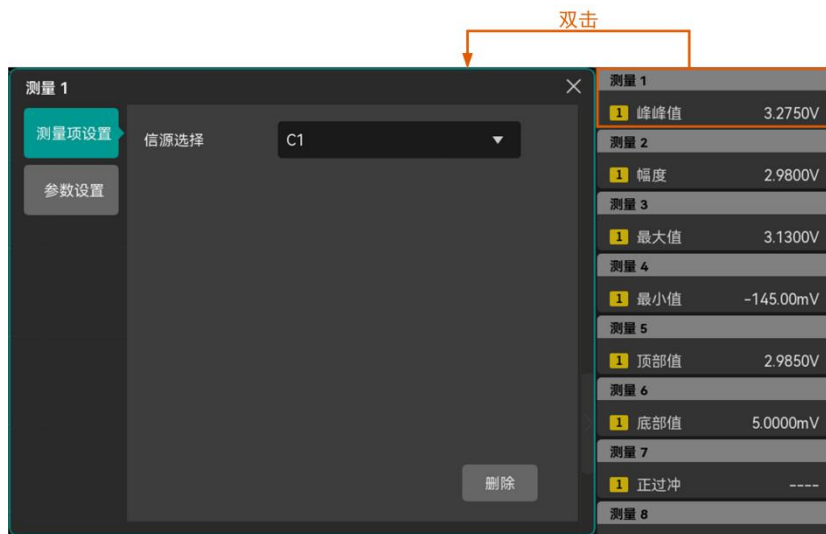 双击
测量 1
测量项设置
参数设置
信源选择
C1
删除
测量 1
1 峰峰值 3.2750V
测量 2
1 幅度 2.9800V
测量 3
1 最大值 3.1300V
测量 4
1 最小值 -145.00mV
测量 5
1 顶部值 2.9850V
测量 6
1 底部值 5.0000mV
测量 7
1 正过冲 ----
测量 8